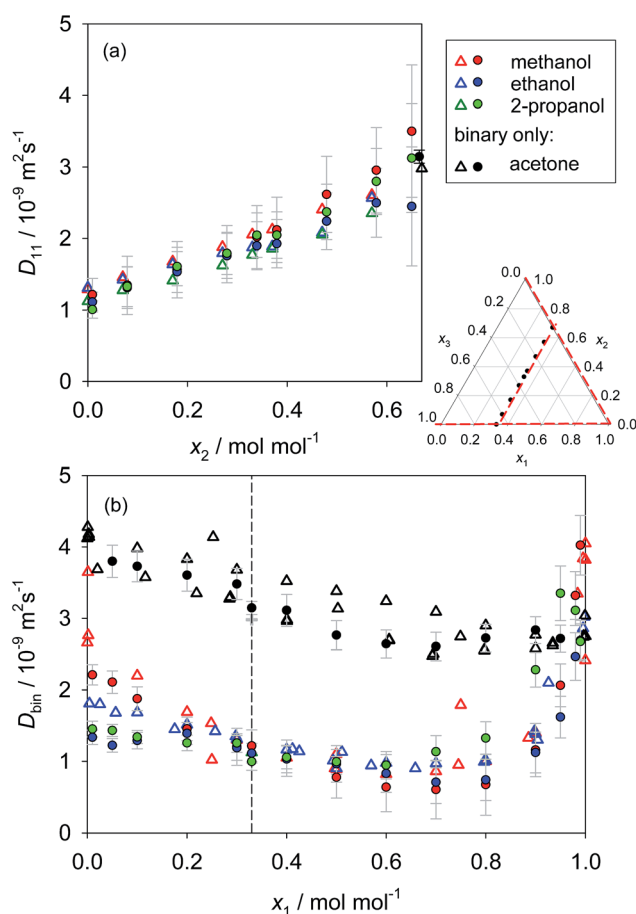 (a)
5
4
3
2
1
0
D11 / 10-9 m2s-1
0.0 0.2 0.4 0.6
x2 / mol mol-1
methanol
ethanol
2-propanol
binary only:
acetone
0.0 1.0
0.2 0.8
x3 0.4 0.6 x2
0.6 0.4
0.8 0.2
1.0 0.0
0.0 0.2 0.4 0.6 0.8 1.0
x1
(b)
5
4
3
2
1
0
Dbin / 10-9 m2s-1
0.0 0.2 0.4 0.6 0.8 1.0
x1 / mol mol-1